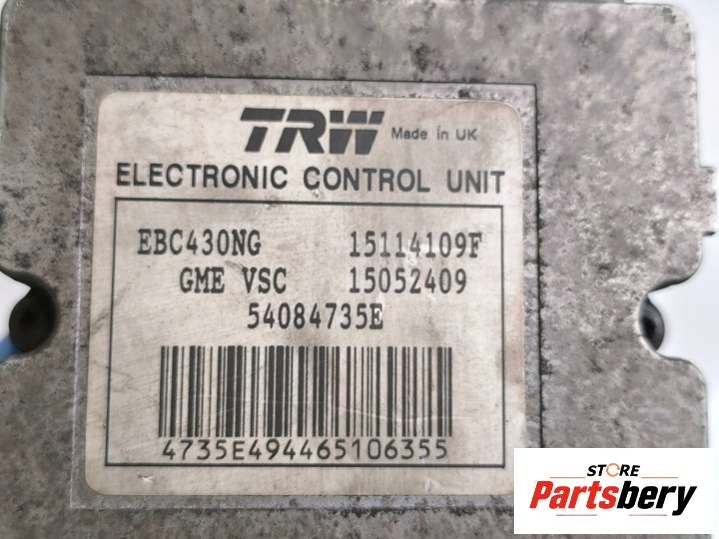 TRW Made in UK
ELECTRONIC CONTROL UNIT
EBC430NG 15114109F
GME VSC 15052409
54084735E
4735E494465106355
STORE
Partsbery